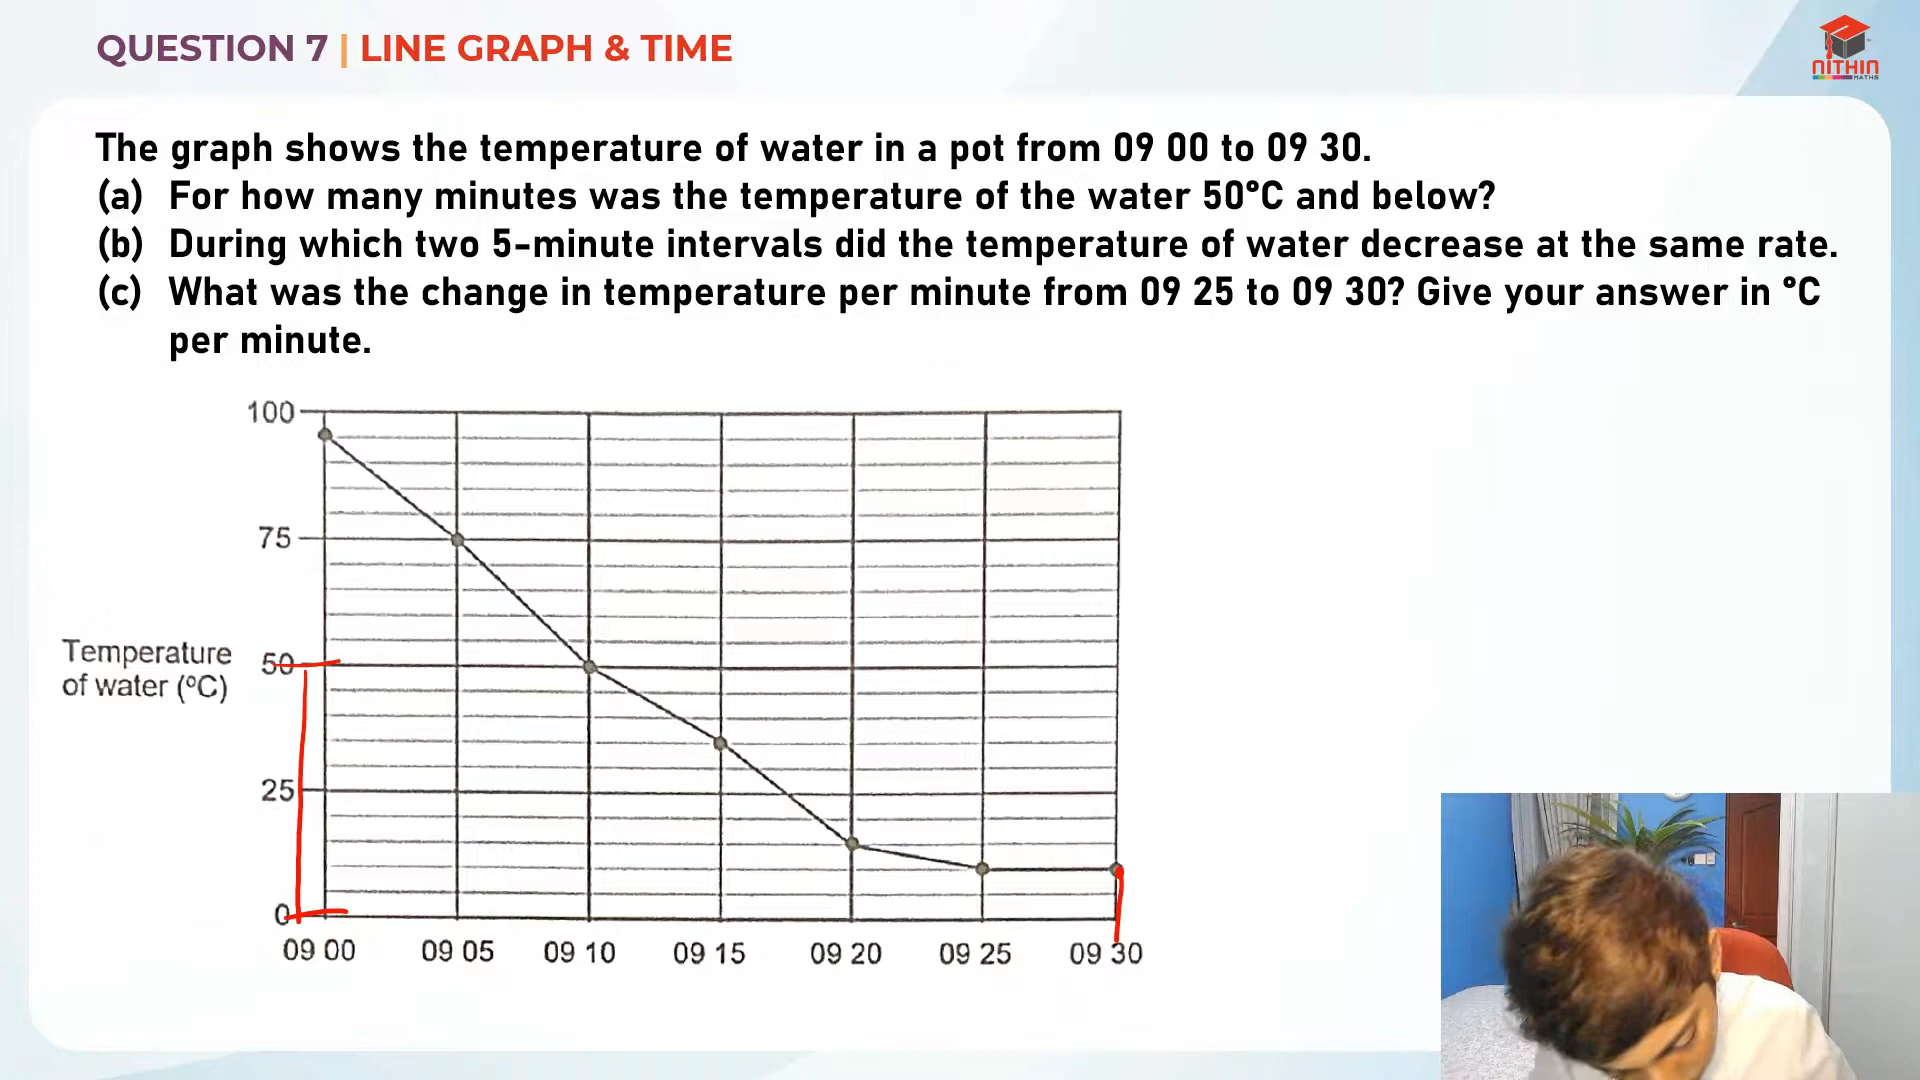 QUESTION 7 | LINE GRAPH & TIME
NITHIN
MATHS
The graph shows the temperature of water in a pot from 09 00 to 09 30.
(a) For how many minutes was the temperature of the water 50°C and below?
(b) During which two 5-minute intervals did the temperature of water decrease at the same rate.
(c) What was the change in temperature per minute from 09 25 to 09 30? Give your answer in °C
per minute.
100
75
Temperature
of water (°C)
50
25
0
09 00 09 05 09 10 09 15 09 20 09 25 09 30